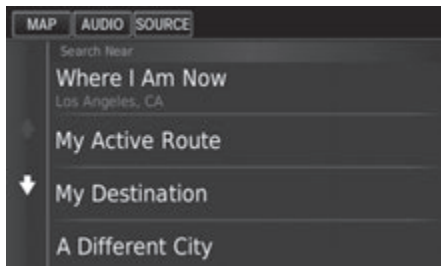 MAP AUDIO SOURCE
Search Near
Where I Am Now
Los Angeles, CA
My Active Route
My Destination
A Different City